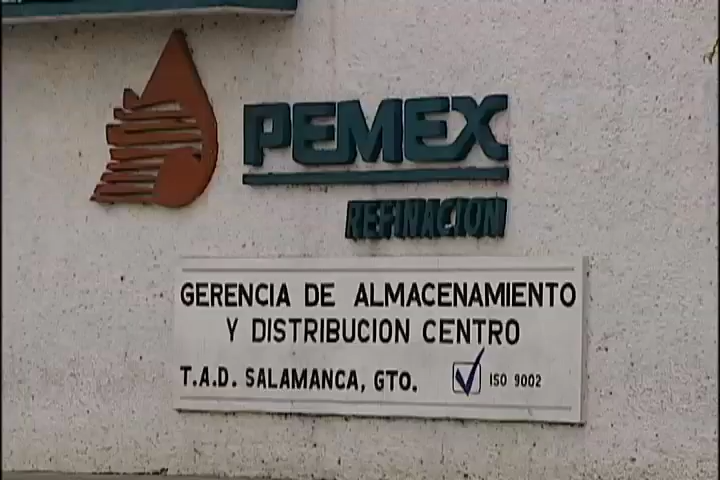 PEMEX
REFINACION
GERENCIA DE ALMACENAMIENTO
Y DISTRIBUCION CENTRO
T.A.D. SALAMANCA, GTO. ISO 9002